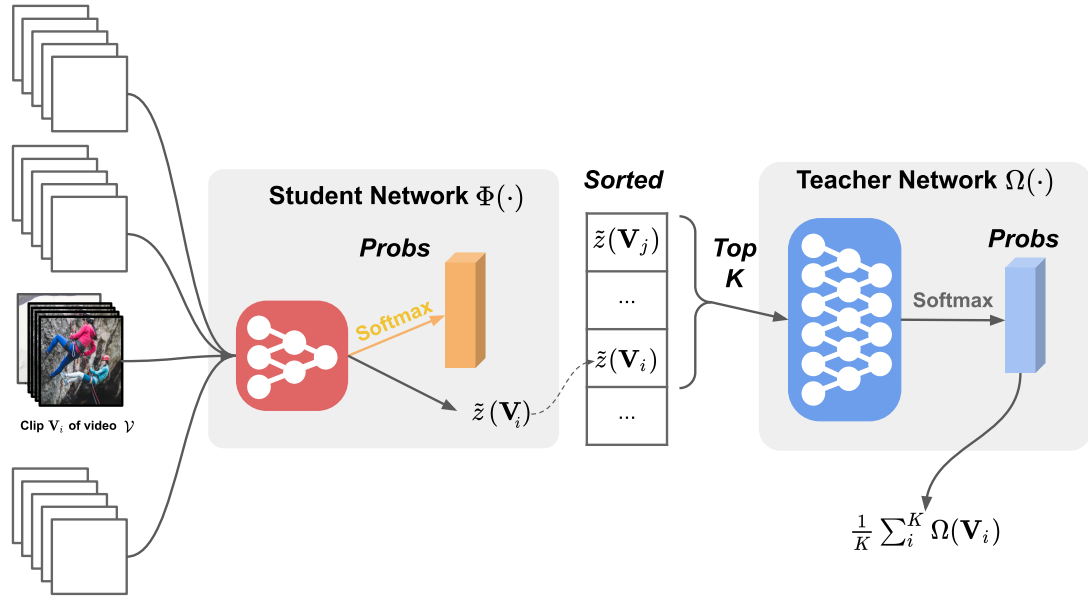 Student Network Φ(·)
Probs
Softmax
z̃(V_i)
Clip V_i of video 𝒱
Sorted
z̃(V_j)
...
z̃(V_i)
...
Top
K
Teacher Network Ω(·)
Probs
Softmax
1/K ∑_i^K Ω(V_i)